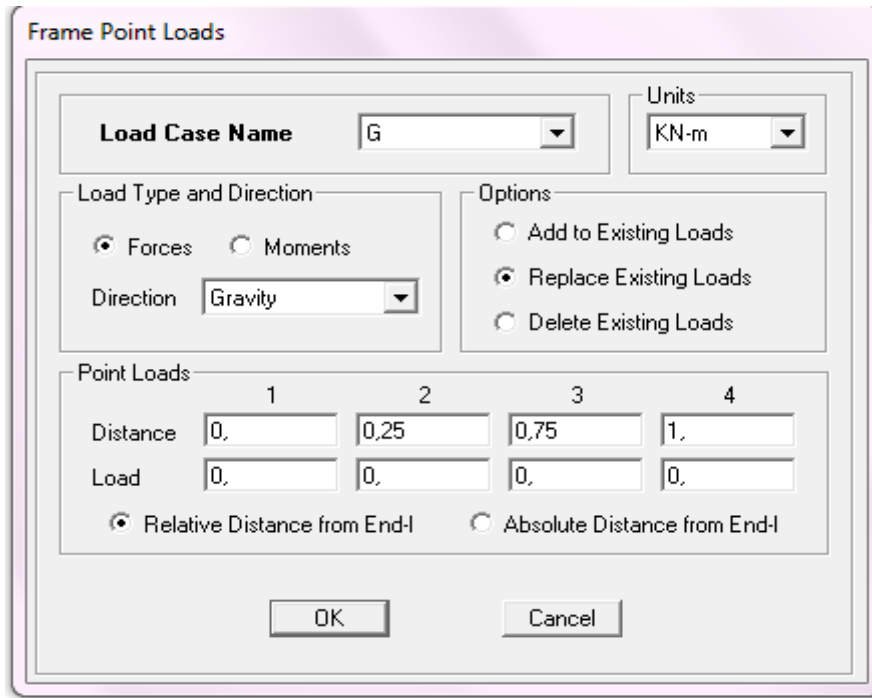 Frame Point Loads
Units
Load Case Name G KN-m
Load Type and Direction Options
Forces Moments Add to Existing Loads
Replace Existing Loads
Direction Gravity
Delete Existing Loads
Point Loads
1 2 3 4
Distance 0, 0,25 0,75 1,
Load 0, 0, 0, 0,
Relative Distance from End-I Absolute Distance from End-I
OK Cancel